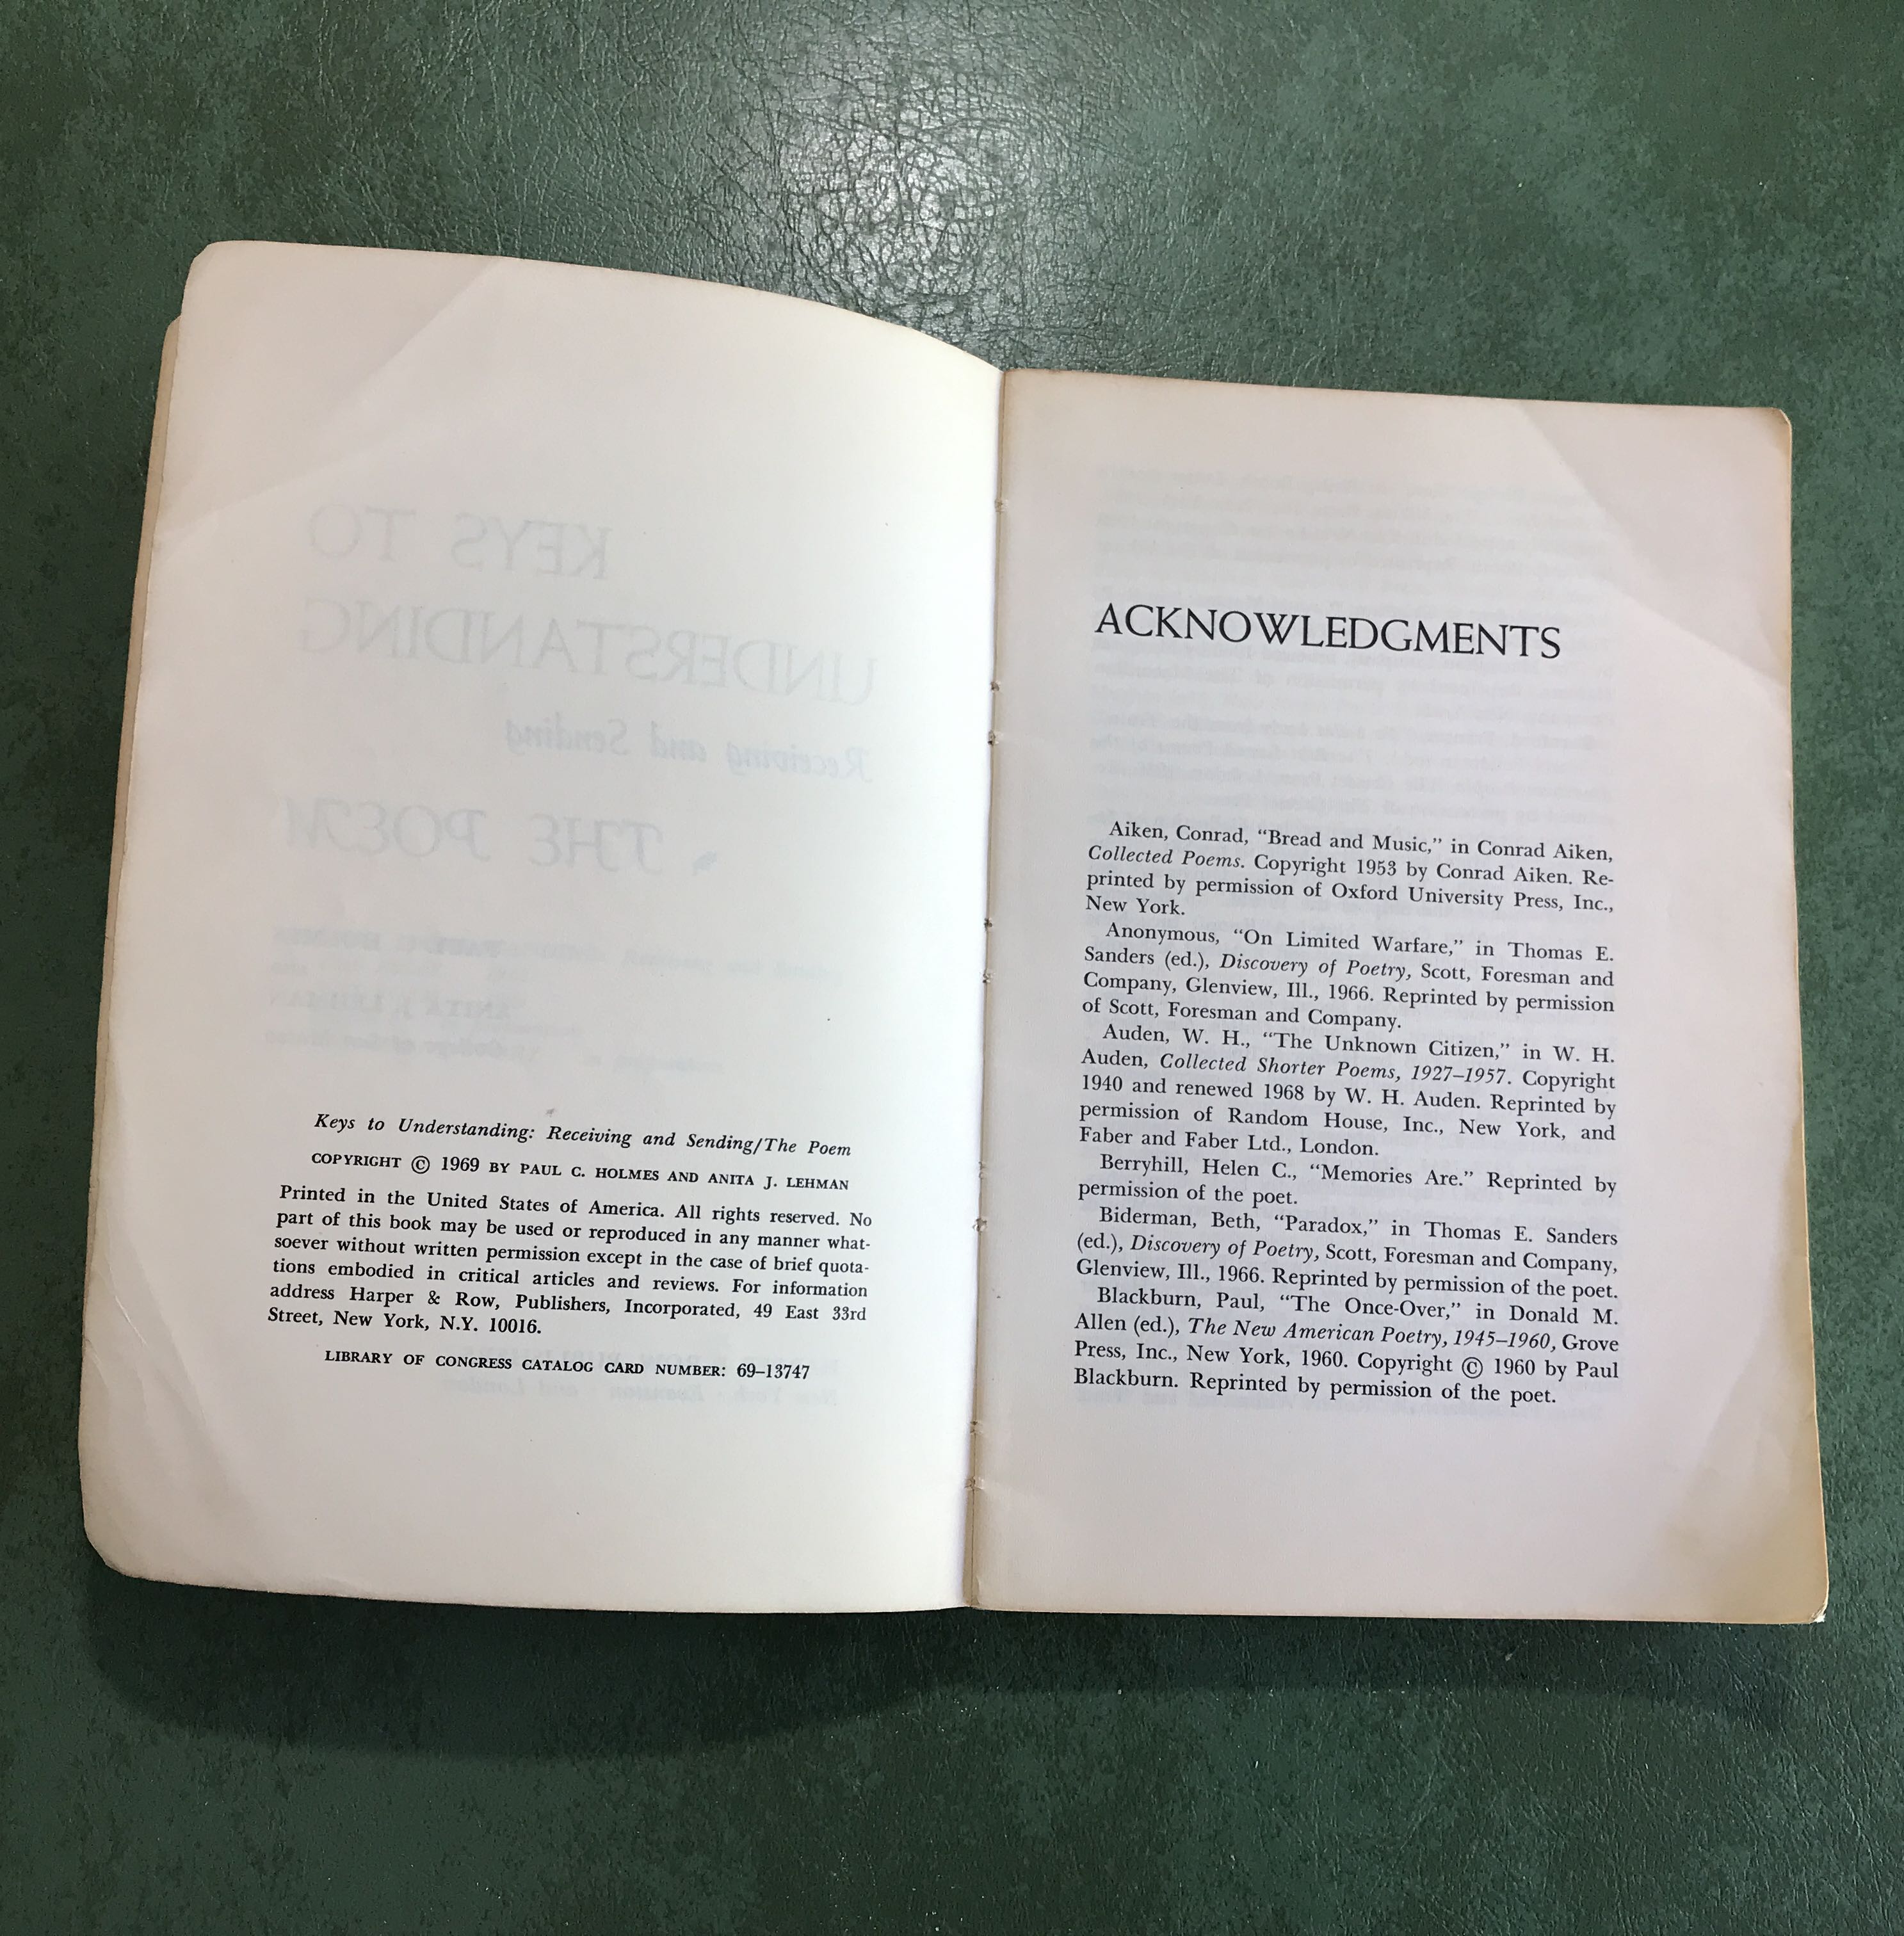 KEYS TO
UNDERSTANDING
Receiving and Sending
THE POEM
Keys to Understanding: Receiving and Sending/The Poem
COPYRIGHT © 1969 BY PAUL C. HOLMES AND ANITA J. LEHMAN
Printed in the United States of America. All rights reserved. No
part of this book may be used or reproduced in any manner what-
soever without written permission except in the case of brief quota-
tions embodied in critical articles and reviews. For information
address Harper & Row, Publishers, Incorporated, 49 East 33rd
Street, New York, N.Y. 10016.
LIBRARY OF CONGRESS CATALOG CARD NUMBER: 69–13747
ACKNOWLEDGMENTS
Aiken, Conrad, “Bread and Music,” in Conrad Aiken,
Collected Poems. Copyright 1953 by Conrad Aiken. Re-
printed by permission of Oxford University Press, Inc.,
New York.
Anonymous, “On Limited Warfare,” in Thomas E.
Sanders (ed.), Discovery of Poetry, Scott, Foresman and
Company, Glenview, Ill., 1966. Reprinted by permission
of Scott, Foresman and Company.
Auden, W. H., “The Unknown Citizen,” in W. H.
Auden, Collected Shorter Poems, 1927–1957. Copyright
1940 and renewed 1968 by W. H. Auden. Reprinted by
permission of Random House, Inc., New York, and
Faber and Faber Ltd., London.
Berryhill, Helen C., “Memories Are.” Reprinted by
permission of the poet.
Biderman, Beth, “Paradox,” in Thomas E. Sanders
(ed.), Discovery of Poetry, Scott, Foresman and Company,
Glenview, Ill., 1966. Reprinted by permission of the poet.
Blackburn, Paul, “The Once-Over,” in Donald M.
Allen (ed.), The New American Poetry, 1945–1960, Grove
Press, Inc., New York, 1960. Copyright © 1960 by Paul
Blackburn. Reprinted by permission of the poet.